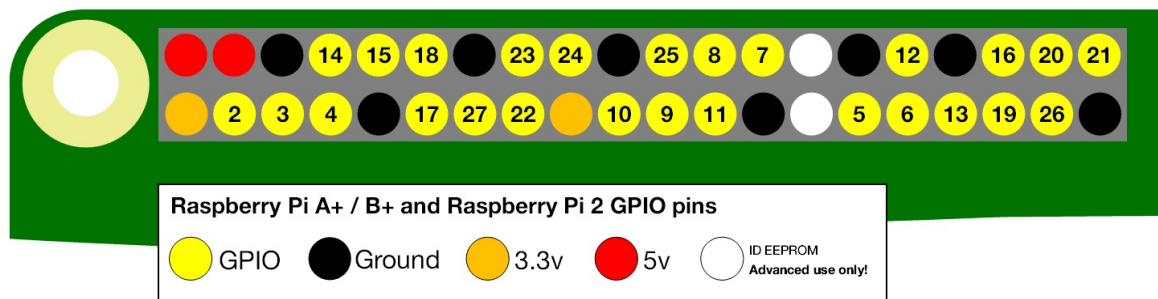 14 15 18 23 24 25 8 7 12 16 20 21
2 3 4 17 27 22 10 9 11 5 6 13 19 26
Raspberry Pi A+ / B+ and Raspberry Pi 2 GPIO pins
GPIO Ground 3.3v 5v ID EEPROM
Advanced use only!